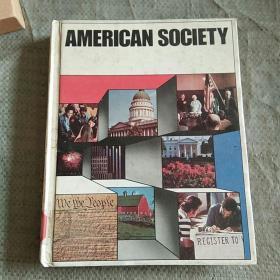 AMERICAN SOCIETY
We the People
REGISTER TO